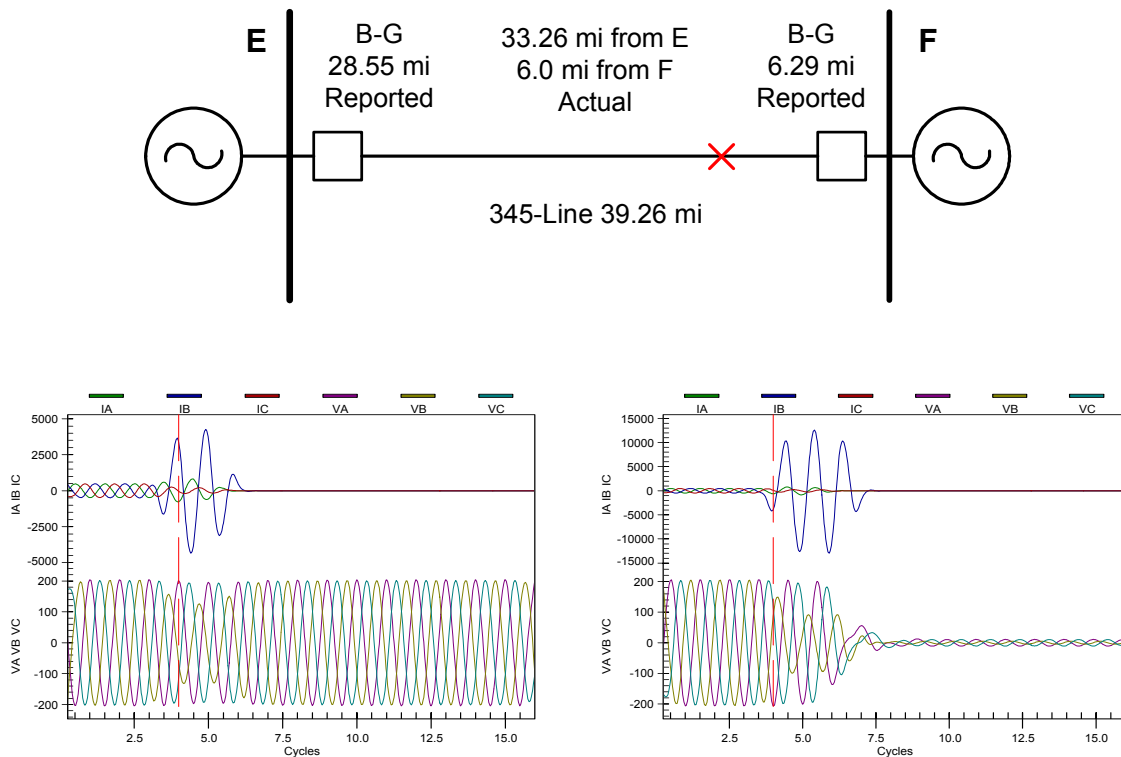 E
B-G
28.55 mi
Reported
33.26 mi from E
6.0 mi from F
Actual
B-G
6.29 mi
Reported
F
345-Line 39.26 mi
IA IB IC VA VB VC
5000
2500
0
-2500
-5000
IA IB IC
200
100
0
-100
-200
VA VB VC
2.5 5.0 7.5 10.0 12.5 15.0
Cycles
IA IB IC VA VB VC
15000
10000
5000
0
-5000
-10000
-15000
IA IB IC
200
100
0
-100
-200
VA VB VC
2.5 5.0 7.5 10.0 12.5 15.0
Cycles